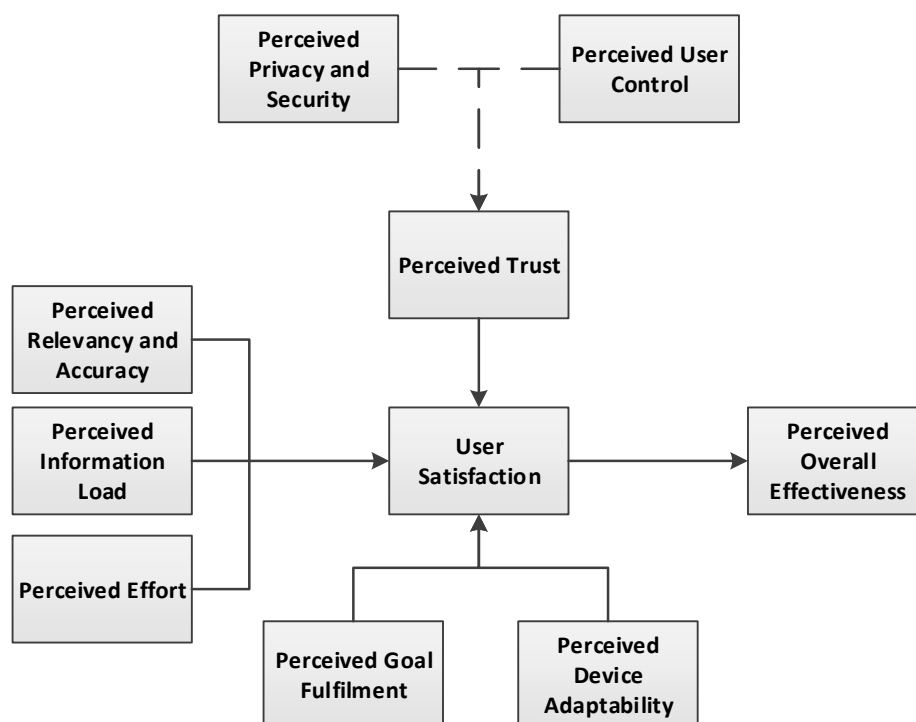 Perceived
Privacy and
Security
Perceived User
Control
Perceived Trust
Perceived
Relevancy and
Accuracy
Perceived
Information
Load
Perceived Effort
User
Satisfaction
Perceived
Overall
Effectiveness
Perceived Goal
Fulfilment
Perceived
Device
Adaptability